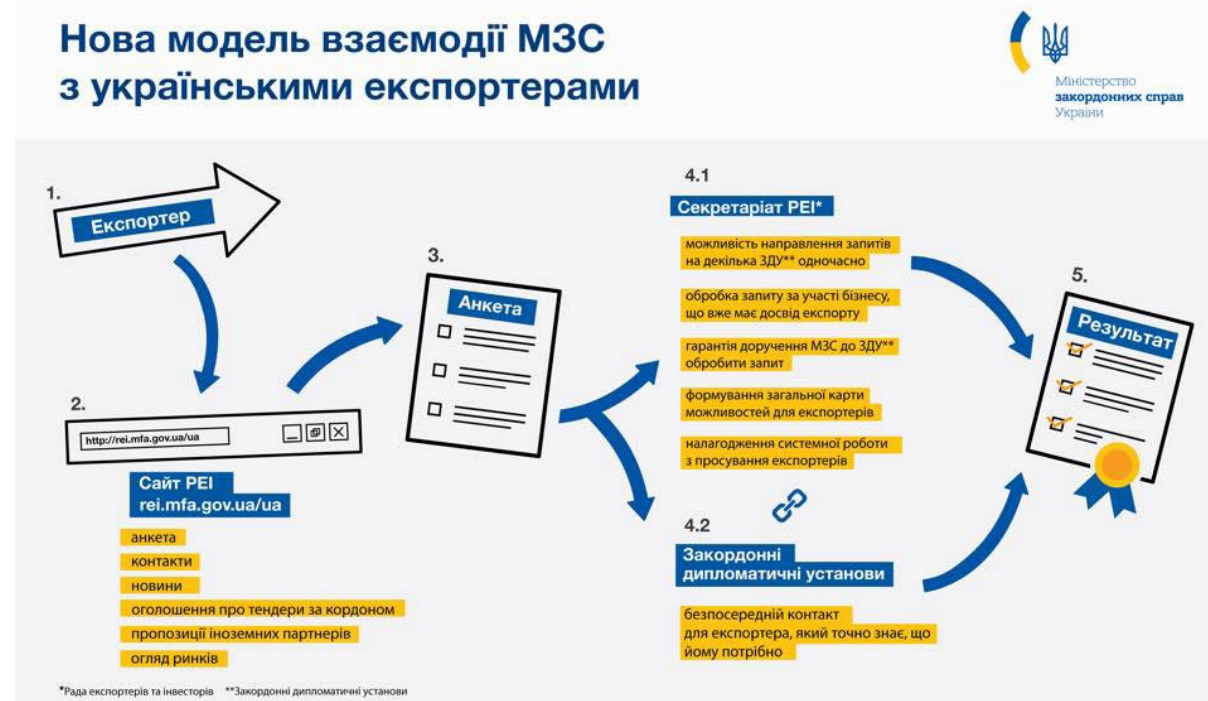 Нова модель взаємодії МЗС
з українськими експортерами
Міністерство
закордонних справ
України
1.
Експортер
2.
http://rei.mfa.gov.ua/ua
Сайт РЕІ
rei.mfa.gov.ua/ua
анкета
контакти
новини
оголошення про тендери за кордоном
пропозиції іноземних партнерів
огляд ринків
3.
Анкета
4.1
Секретаріат РЕІ*
можливість направлення запитів
на декілька ЗДУ** одночасно
обробка запиту за участі бізнесу,
що вже має досвід експорту
гарантія доручення МЗС до ЗДУ**
обробити запит
формування загальної карти
можливостей для експортерів
налагодження системної роботи
з просування експортерів
4.2
Закордонні
дипломатичні установи
безпосередній контакт
для експортера, який точно знає, що
йому потрібно
5.
Результат
*Рада експортерів та інвесторів **Закордонні дипломатичні установи